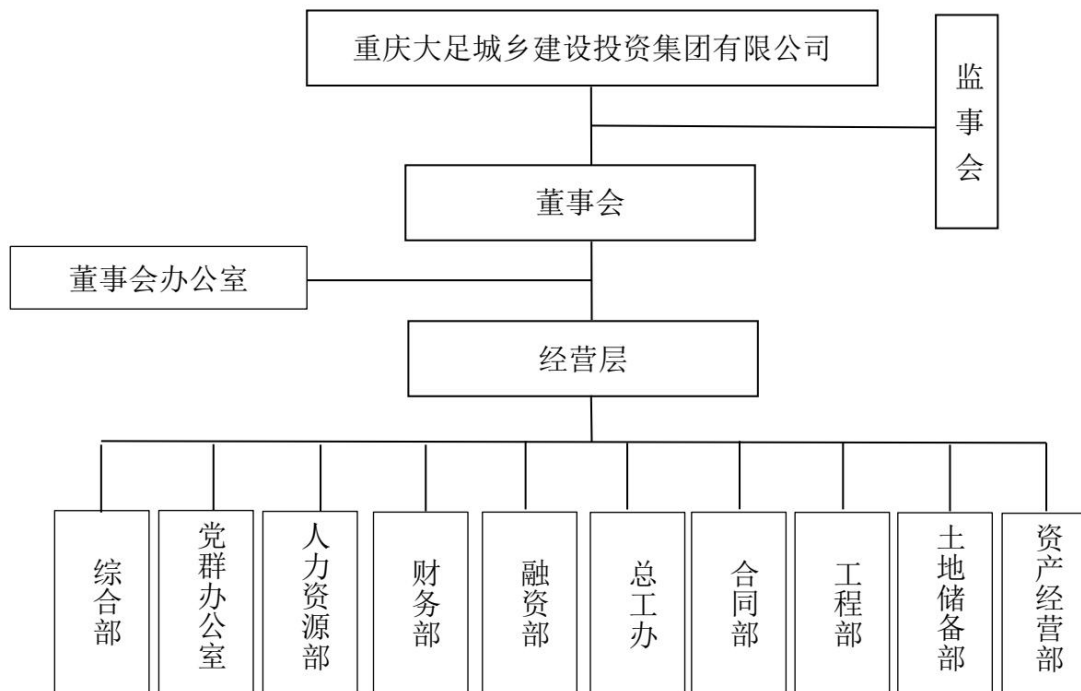 重庆大足城乡建设投资集团有限公司
监事会
董事会
董事会办公室
经营层
综合部
党群办公室
人力资源部
财务部
融资部
总工办
合同部
工程部
土地储备部
资产经营部